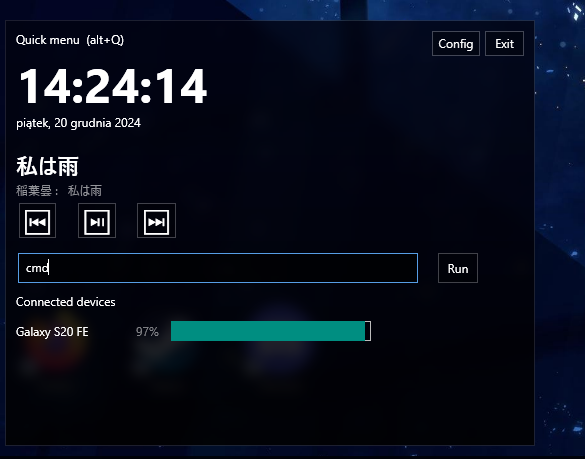 Quick menu (alt+Q)
Config Exit
14:24:14
piątek, 20 grudnia 2024
私は雨
稲葉曇 : 私は雨
cmd
Run
Connected devices
Galaxy S20 FE 97%